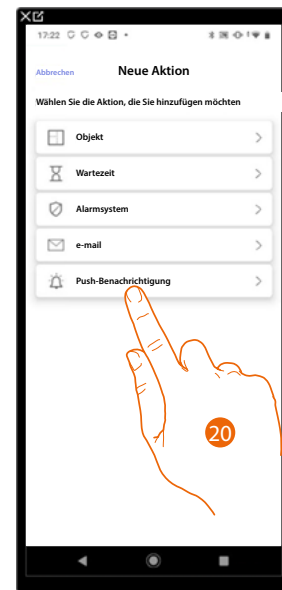 17:22
Abbrechen
Neue Aktion
Wählen Sie die Aktion, die Sie hinzufügen möchten
Objekt
Wartezeit
Alarmsystem
e-mail
Push-Benachrichtigung
20